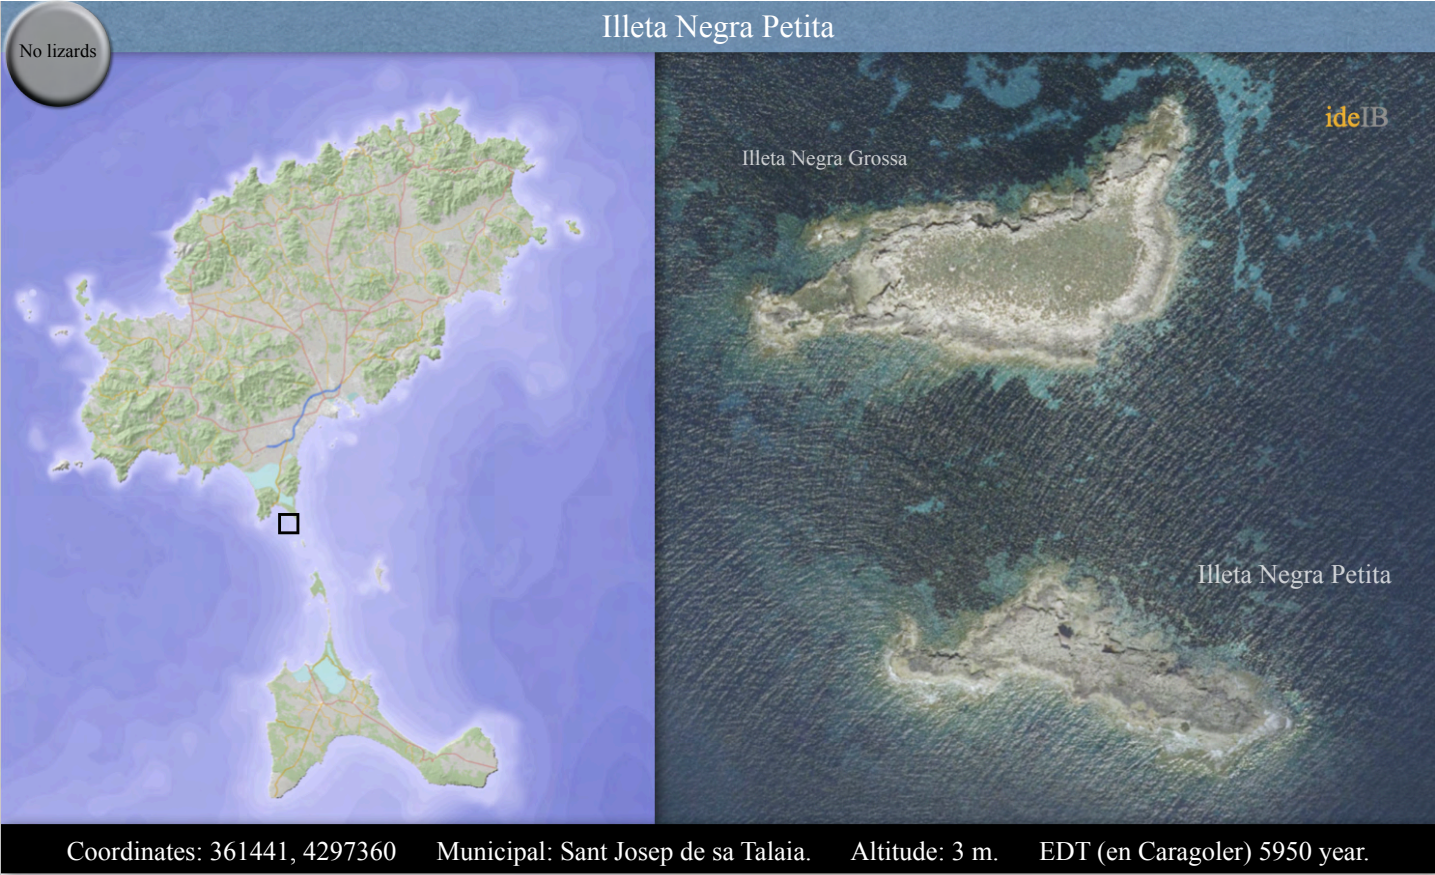 Illeta Negra Petita
No lizards
ideIB
Illeta Negra Grossa
Illeta Negra Petita
Coordinates: 361441, 4297360 Municipal: Sant Josep de sa Talaia. Altitude: 3 m. EDT (en Caragoler) 5950 year.